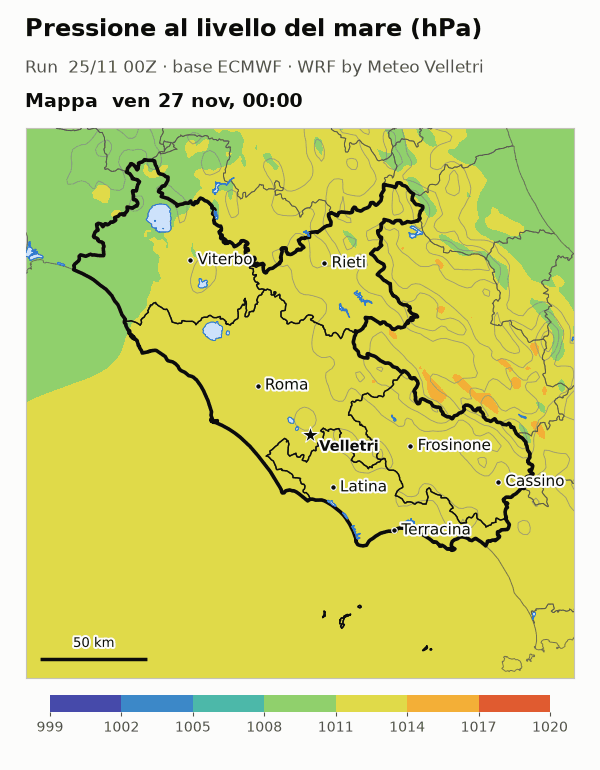 Pressione al livello del mare (hPa)
Run  25/11 00Z · base ECMWF · WRF by Meteo Velletri
Mappa  ven 27 nov, 00:00
Viterbo
Rieti
Roma
Velletri
Frosinone
Latina
Cassino
Terracina
50 km
999 1002 1005 1008 1011 1014 1017 1020